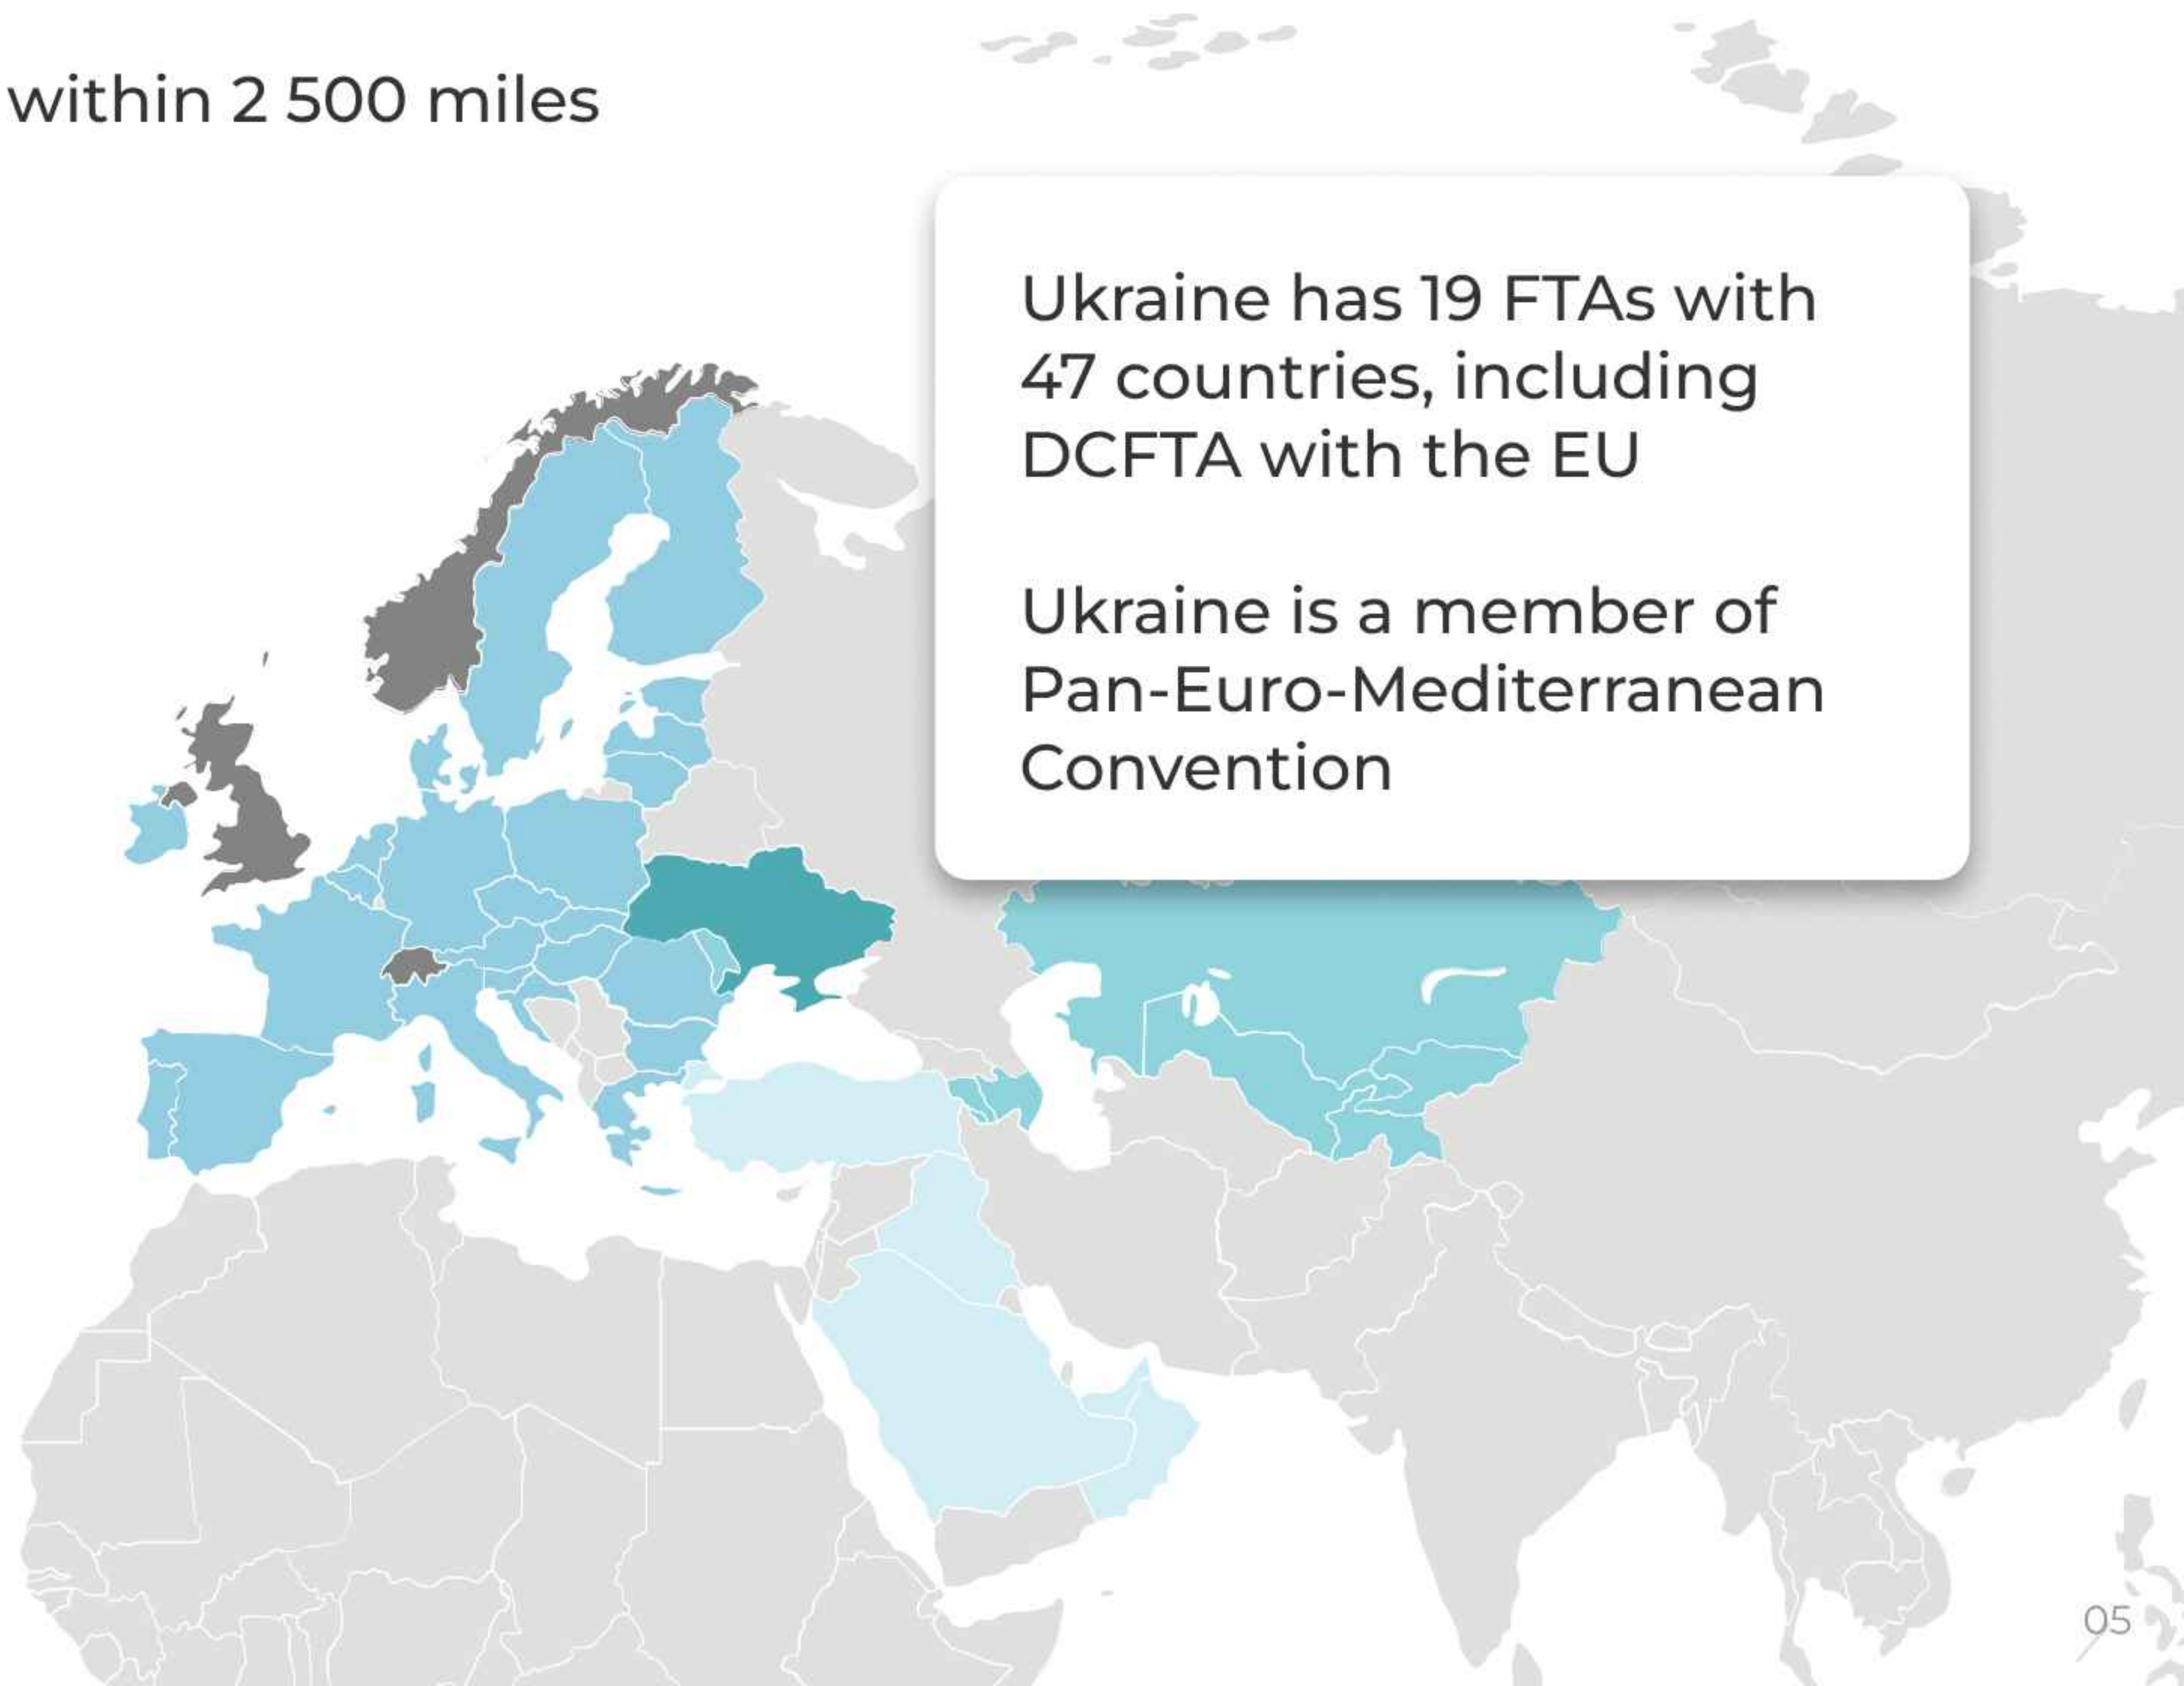 within 2 500 miles
Ukraine has 19 FTAs with
47 countries, including
DCFTA with the EU
Ukraine is a member of
Pan-Euro-Mediterranean
Convention
05